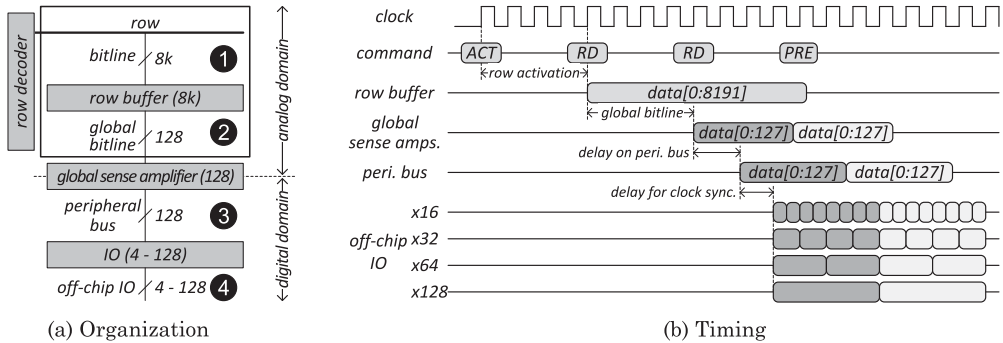 row
row decoder
bitline
8k
1
row buffer (8k)
global
bitline
128
2
analog domain
global sense amplifier (128)
peripheral
bus
128
3
IO (4 - 128)
off-chip IO
4 - 128
4
digital domain
(a) Organization
clock
command
ACT
RD
RD
PRE
row activation
row buffer
data[0:8191]
global bitline
global
sense amps.
data[0:127]
data[0:127]
delay on peri. bus
peri. bus
data[0:127]
data[0:127]
delay for clock sync.
x16
off-chip
IO
x32
x64
x128
(b) Timing